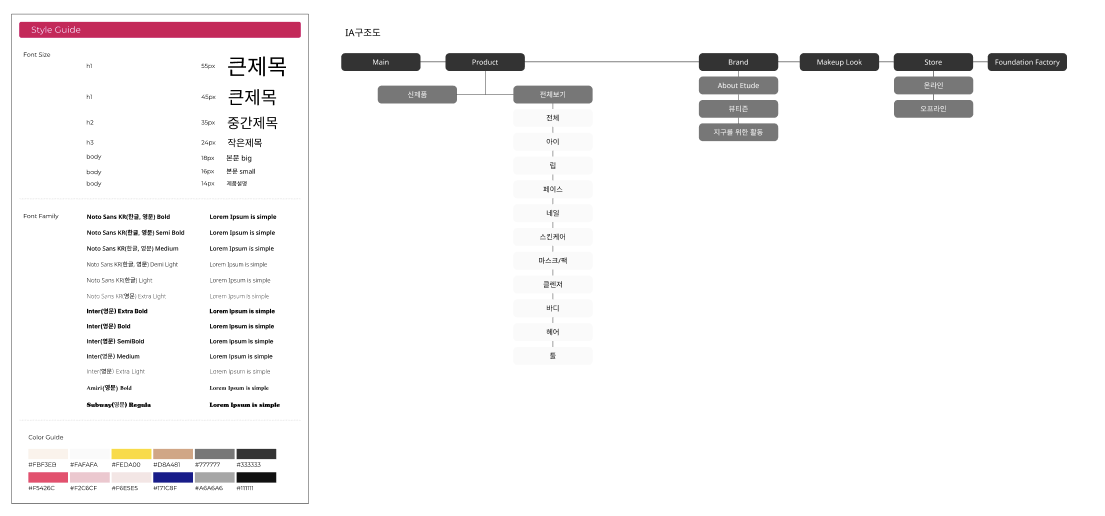 Style Guide
Font Size
h1 55px 큰제목
h1 45px 큰제목
h2 35px 중간제목
h3 24px 작은제목
body 18px 본문 big
body 16px 본문 small
body 14px 제품설명
Font Family
Noto Sans KR(한글, 영문) Bold Lorem Ipsum is simple
Noto Sans KR(한글, 영문) Semi Bold Lorem Ipsum is simple
Noto Sans KR(한글, 영문) Medium Lorem Ipsum is simple
Noto Sans KR(한글, 영문) Demi Light Lorem Ipsum is simple
Noto Sans KR(한글) Light Lorem Ipsum is simple
Noto Sans KR(영문) Extra Light Lorem Ipsum is simple
Inter(영문) Extra Bold Lorem Ipsum is simple
Inter(영문) Bold Lorem Ipsum is simple
Inter(영문) SemiBold Lorem Ipsum is simple
Inter(영문) Medium Lorem Ipsum is simple
Inter(영문) Extra Light Lorem Ipsum is simple
Amiri(영문) Bold Lorem Ipsum is simple
Subway(영문) Regula Lorem Ipsum is simple
Color Guide
#FBF3EB #FAFAFA #FEDA00 #D8A481 #777777 #333333
#F5426C #F2C6CF #F6E5E5 #171C8F #A6A6A6 #111111
IA구조도
Main Product Brand Makeup Look Store Foundation Factory
신제품 전체보기
전체
아이
립
페이스
네일
스킨케어
마스크/팩
클렌저
바디
헤어
툴
About Etude
뷰티존
지구를 위한 활동
온라인
오프라인